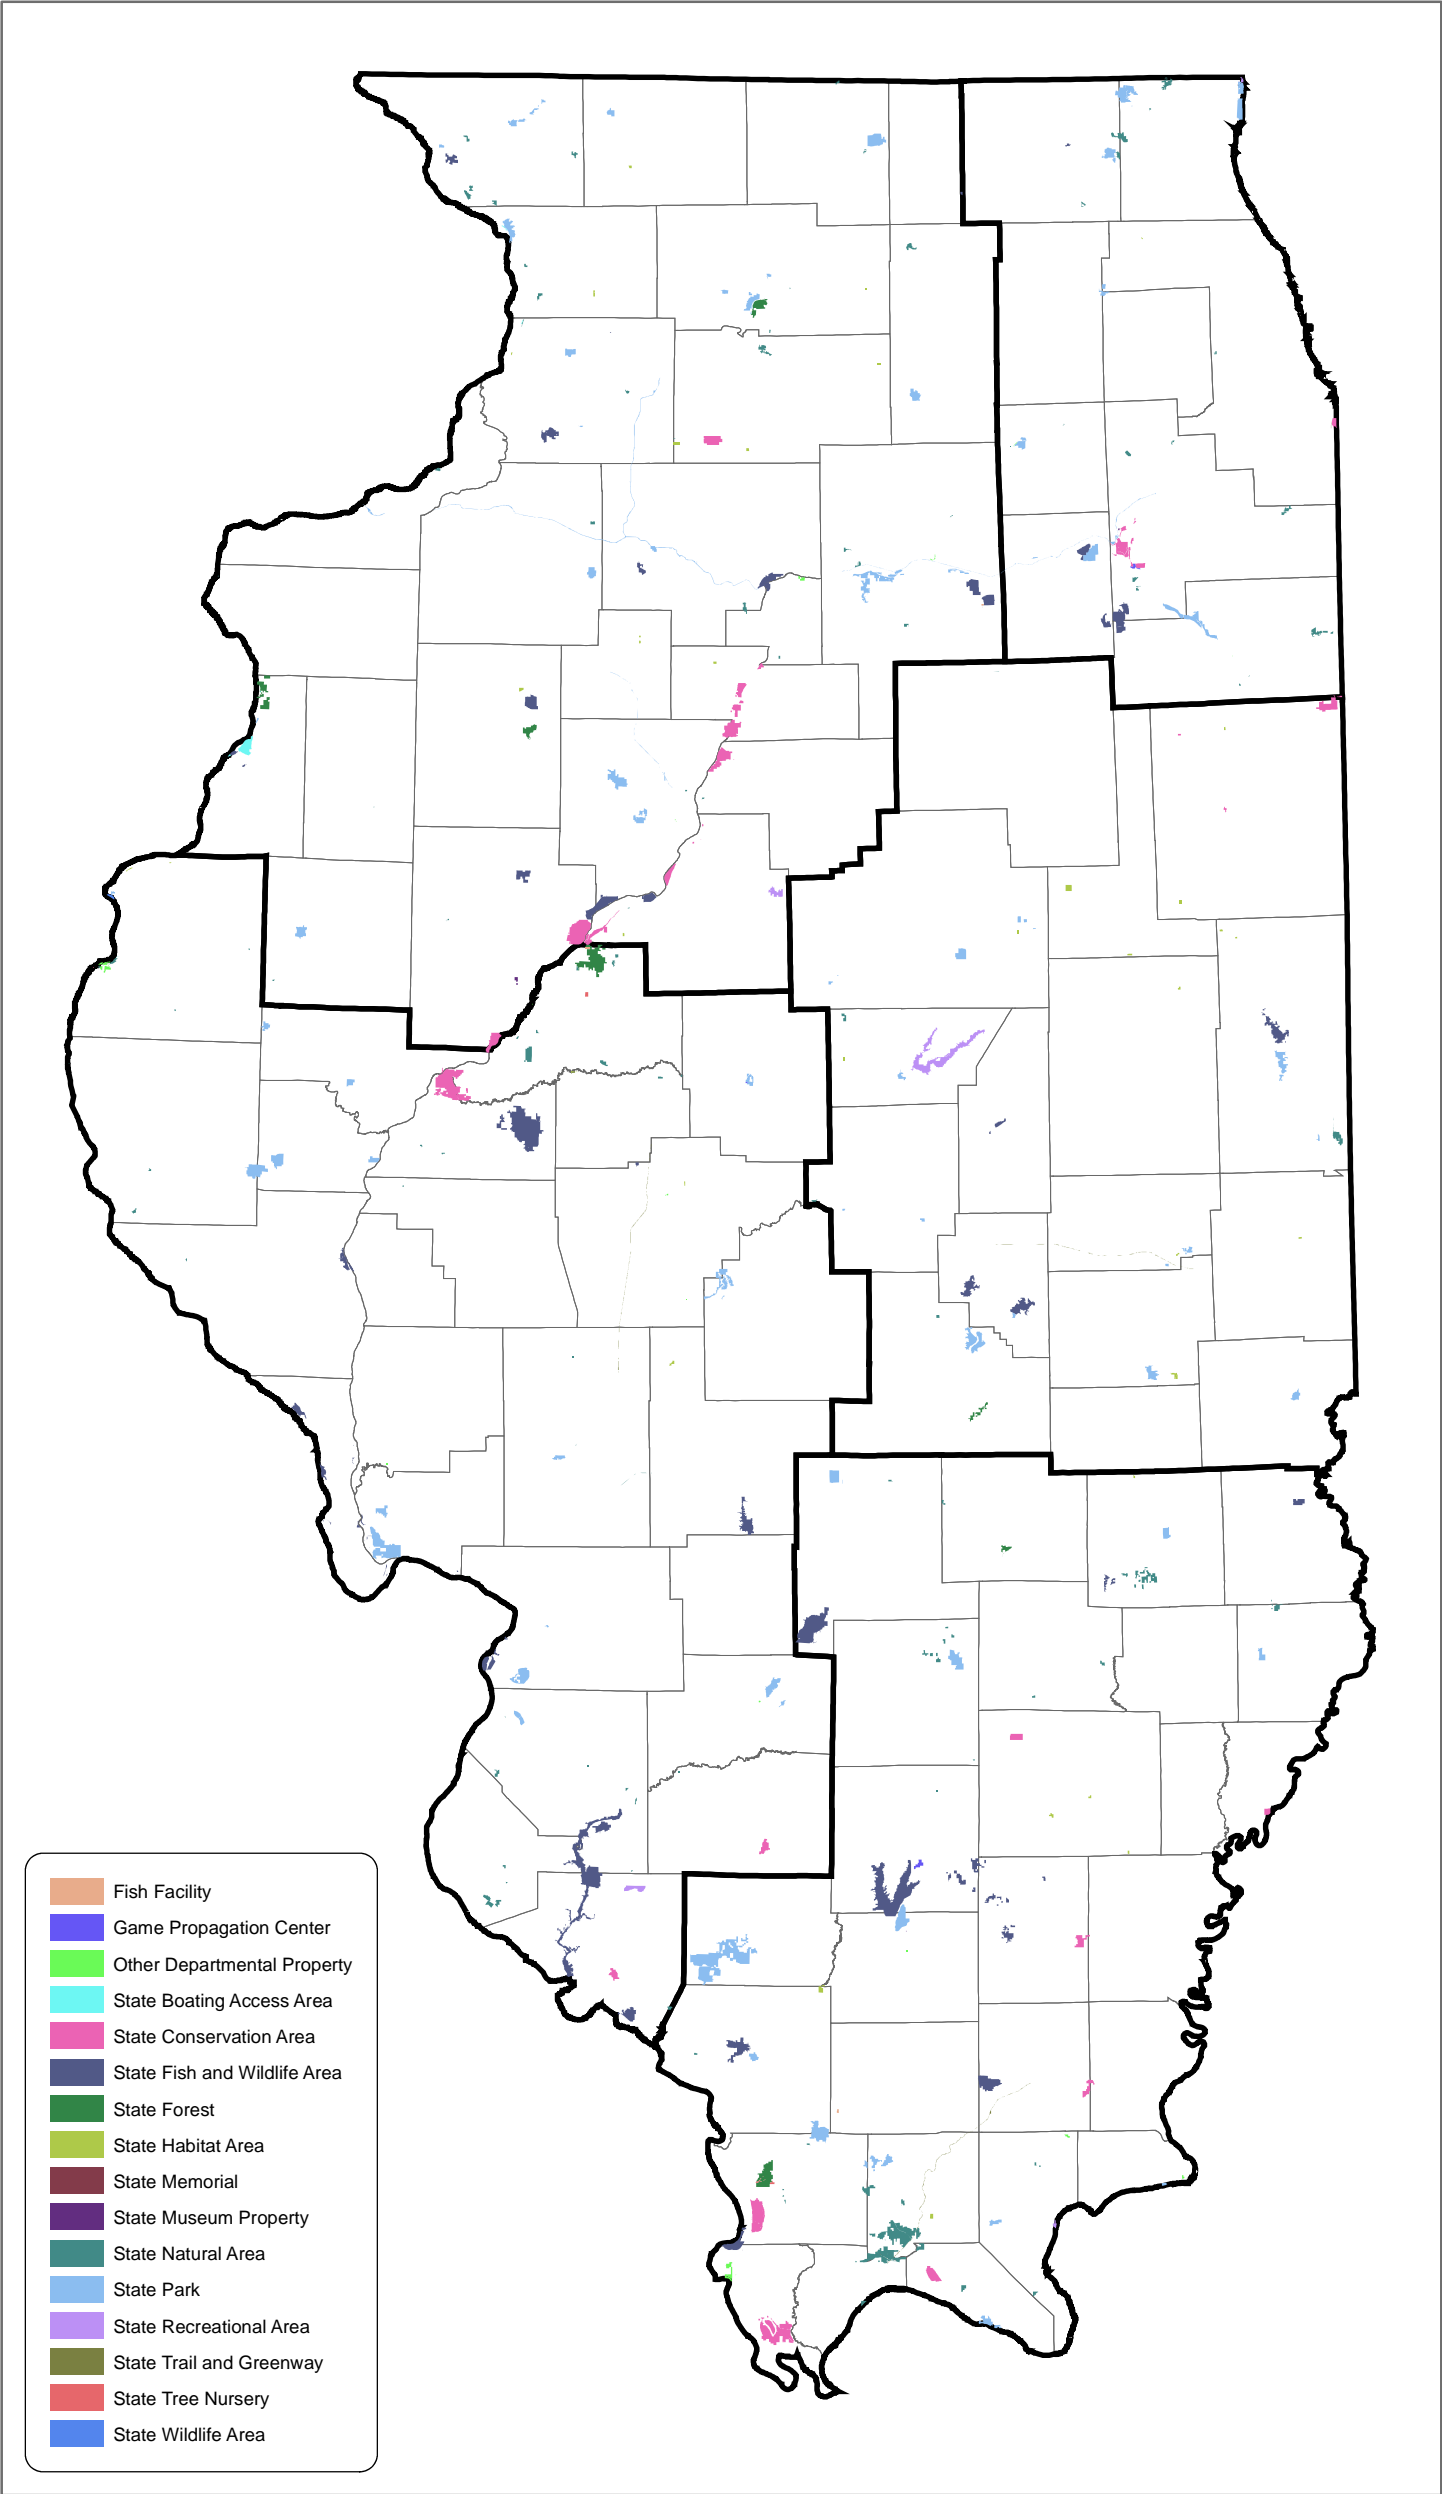 Fish Facility
Game Propagation Center
Other Departmental Property
State Boating Access Area
State Conservation Area
State Fish and Wildlife Area
State Forest
State Habitat Area
State Memorial
State Museum Property
State Natural Area
State Park
State Recreational Area
State Trail and Greenway
State Tree Nursery
State Wildlife Area